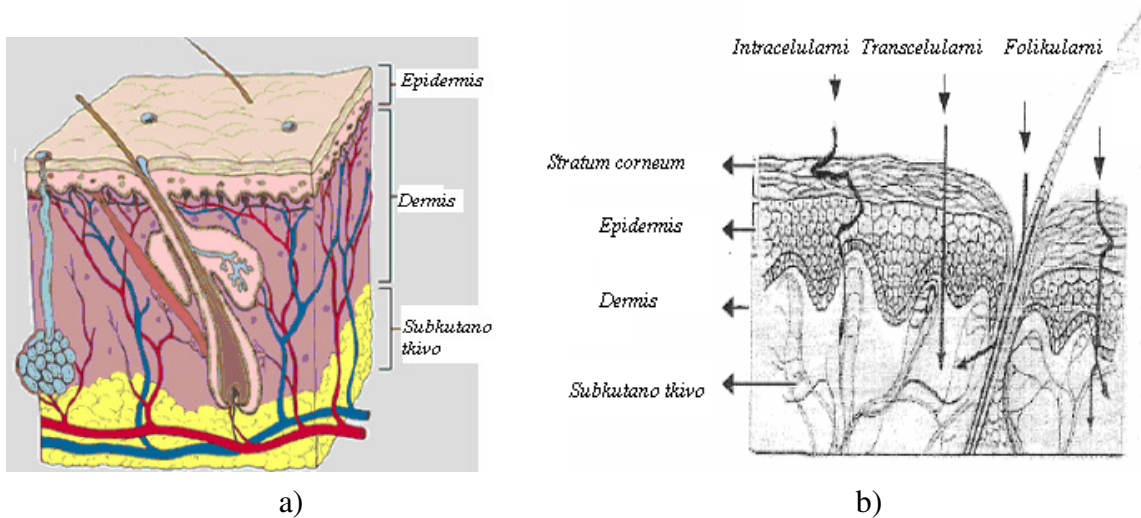 Epidermis
Dermis
Subkutano
tkivo
a)
Intracelularni Transcelularni Folikularni
Stratum corneum
Epidermis
Dermis
Subkutano tkivo
b)